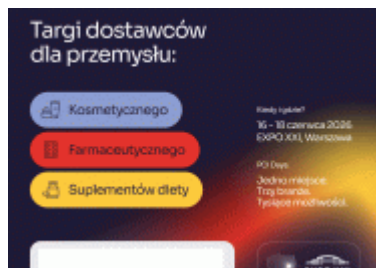 Targi dostawców
dla przemysłu:
Kosmetycznego
Farmaceutycznego
Suplementów diety
Kiedy i gdzie?
16 - 18 czerwca 2026
EXPO XXI, Warszawa
PCI Days
Jedno miejsce.
Trzy branże.
Tysiące możliwości.